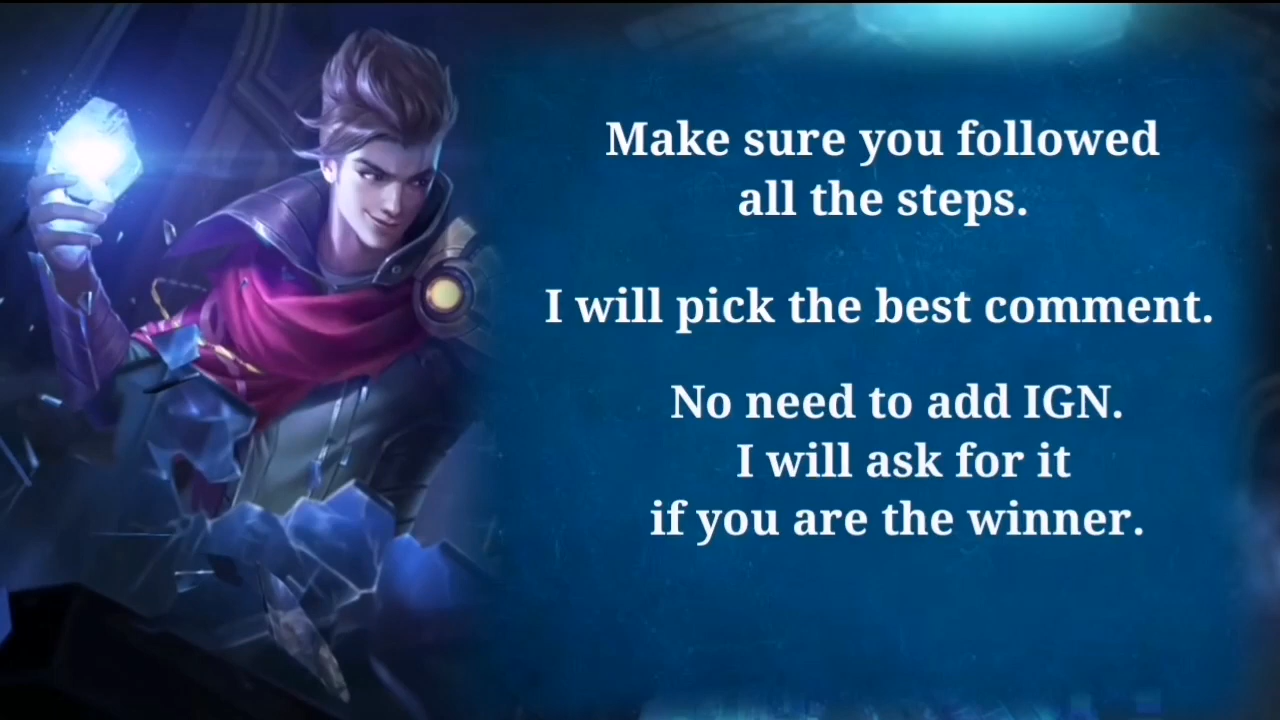 Make sure you followed
all the steps.
I will pick the best comment.
No need to add IGN.
I will ask for it
if you are the winner.